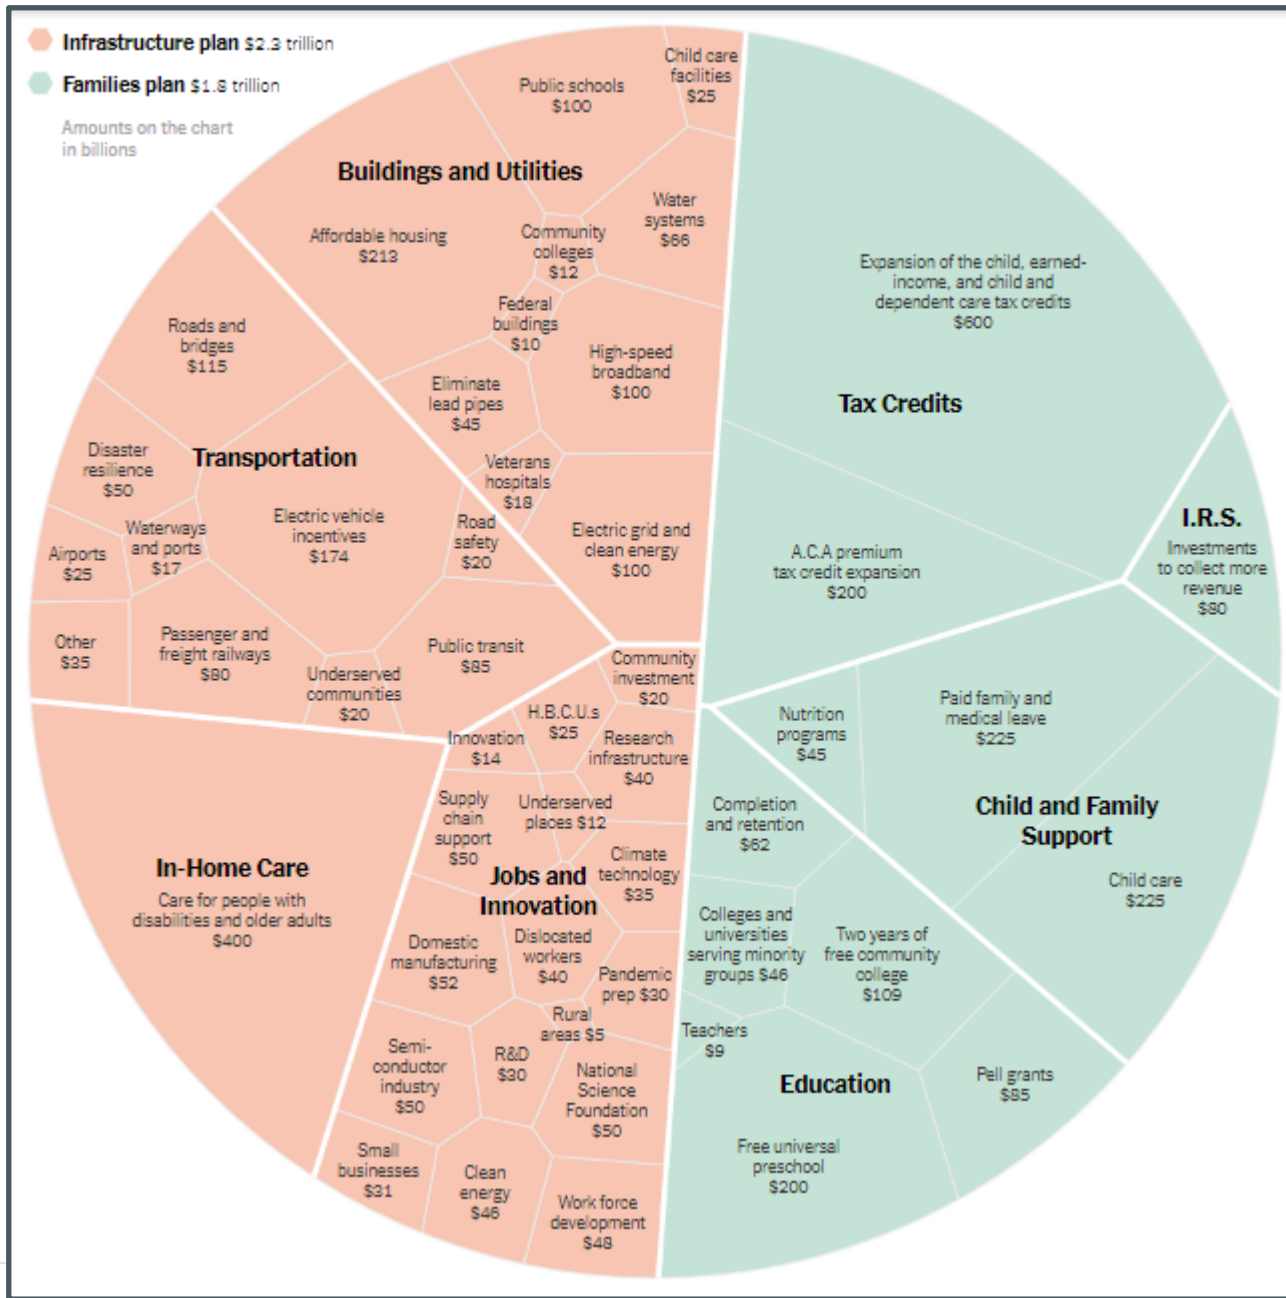 Infrastructure plan $2.3 trillion
Families plan $1.8 trillion
Amounts on the chart
in billions
Buildings and Utilities
Public schools
$100
Child care
facilities
$25
Affordable housing
$213
Community
colleges
$12
Water
systems
$66
Federal
buildings
$10
High-speed
broadband
$100
Eliminate
lead pipes
$45
Veterans
hospitals
$18
Electric grid and
clean energy
$100
Transportation
Roads and
bridges
$115
Disaster
resilience
$50
Electric vehicle
incentives
$174
Road
safety
$20
Airports
$25
Waterways
and ports
$17
Other
$35
Passenger and
freight railways
$80
Underserved
communities
$20
Public transit
$85
In-Home Care
Care for people with
disabilities and older adults
$400
Jobs and
Innovation
Community
investment
$20
H.B.C.U.s
$25
Innovation
$14
Research
infrastructure
$40
Supply
chain
support
$50
Underserved
places $12
Climate
technology
$35
Domestic
manufacturing
$52
Dislocated
workers
$40
Pandemic
prep $30
Rural
areas $5
Semi-
conductor
industry
$50
R&D
$30
National
Science
Foundation
$50
Small
businesses
$31
Clean
energy
$46
Work force
development
$48
Tax Credits
Expansion of the child, earned-
income, and child and
dependent care tax credits
$600
A.C.A premium
tax credit expansion
$200
I.R.S.
Investments
to collect more
revenue
$80
Child and Family
Support
Nutrition
programs
$45
Paid family and
medical leave
$225
Child care
$225
Education
Completion
and retention
$62
Colleges and
universities
serving minority
groups $46
Two years of
free community
college
$109
Teachers
$9
Pell grants
$85
Free universal
preschool
$200